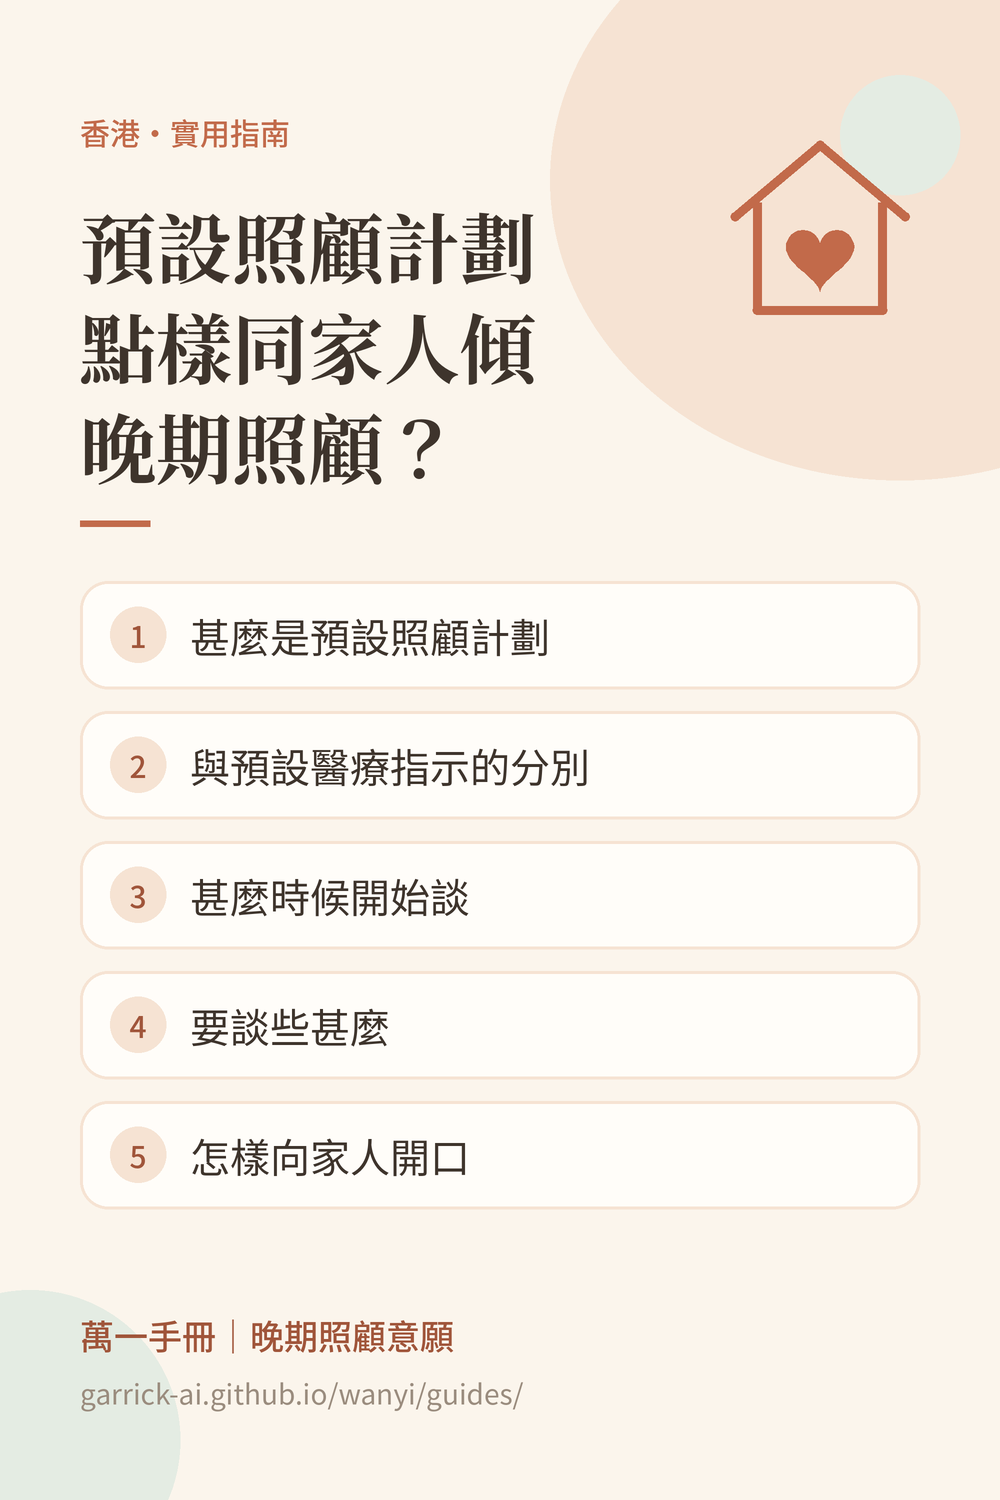 香港・實用指南
預設照顧計劃
點樣同家人傾
晚期照顧？
1 甚麼是預設照顧計劃
2 與預設醫療指示的分別
3 甚麼時候開始談
4 要談些甚麼
5 怎樣向家人開口
萬一手冊｜晚期照顧意願
garrick-ai.github.io/wanyi/guides/